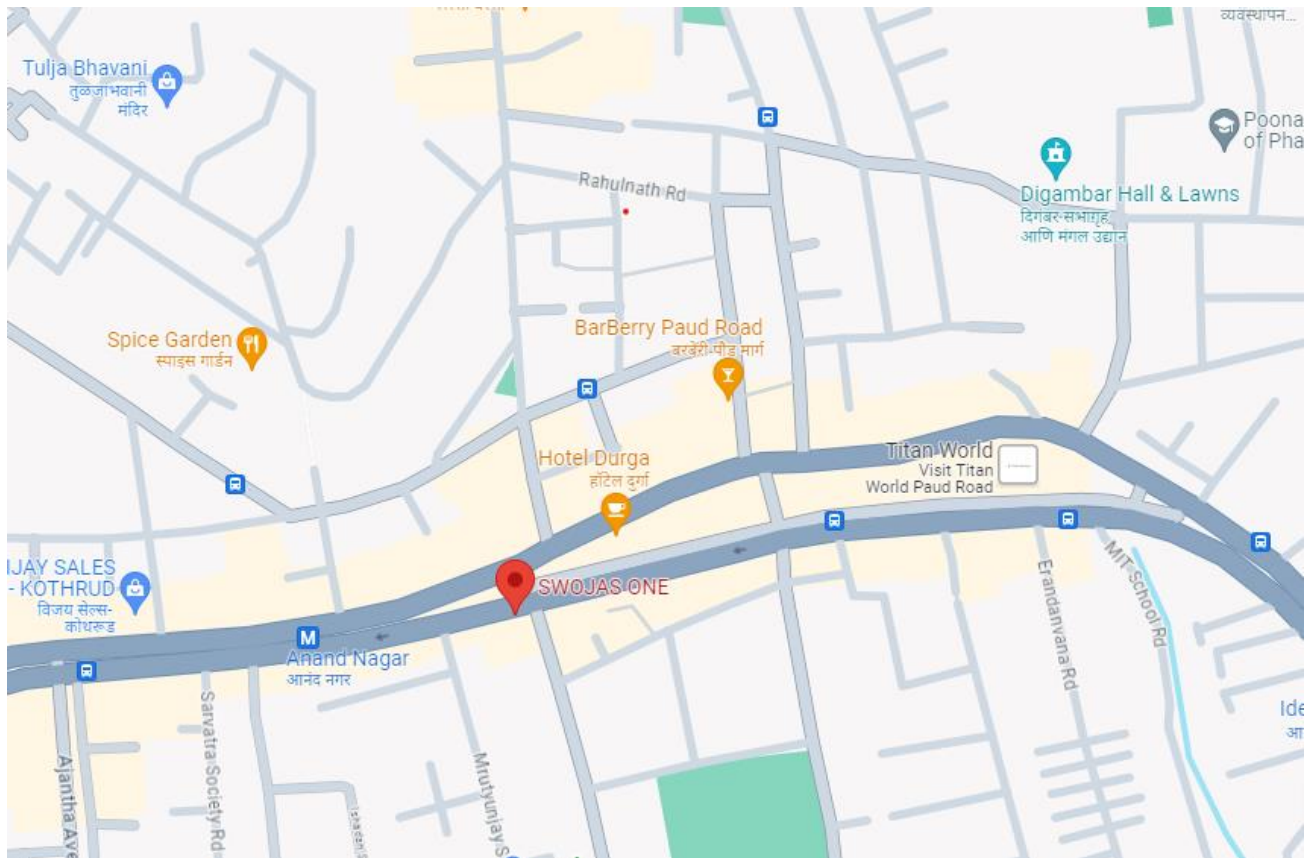 व्यवस्थापन...
Tulja Bhavani
तुळजाभवानी
मंदिर
Poona
of Pha
Rahulnath Rd
Digambar Hall & Lawns
दिगंबर सभागृह
आणि मंगल उद्यान
Spice Garden
स्पाइस गार्डन
BarBerry Paud Road
बरबेरी पौड मार्ग
Hotel Durga
हॉटेल दुर्गा
Titan World
Visit Titan
World Paud Road
IJAY SALES
- KOTHRUD
विजय सेल्स-
कोथरूड
SWOJAS ONE
M
Anand Nagar
आनंद नगर
MIT School Rd
Erandanvana Rd
Sarvatra Society Rd
Ajantha Ave
Mrutyunjay S
Ide
आ